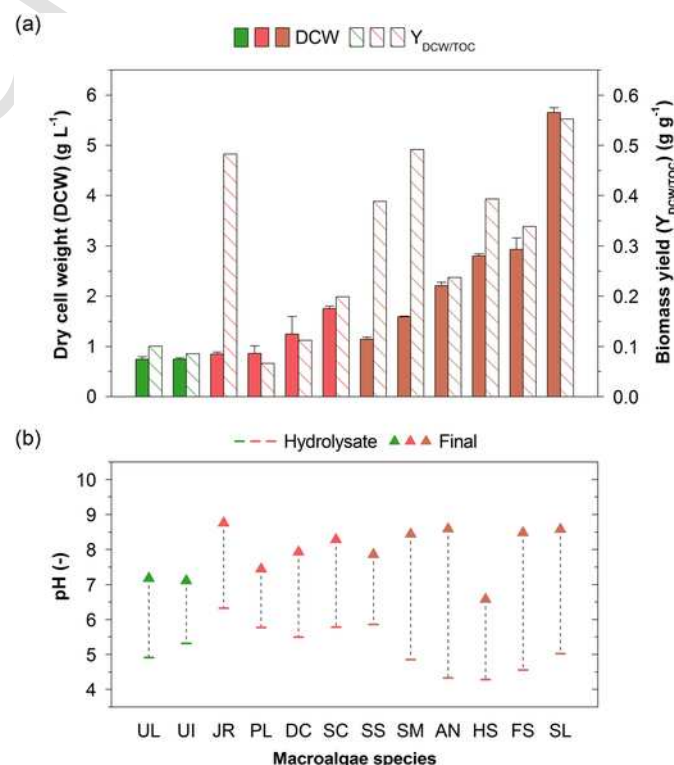 (a)
DCW Y_DCW/TOC
Dry cell weight (DCW) (g L⁻¹)
6
5
4
3
2
1
0
0.6
0.5
0.4
0.3
0.2
0.1
0.0
Biomass yield (Y_DCW/TOC) (g g⁻¹)
(b)
Hydrolysate Final
pH (-)
10
9
8
7
6
5
4
UL UI JR PL DC SC SS SM AN HS FS SL
Macroalgae species